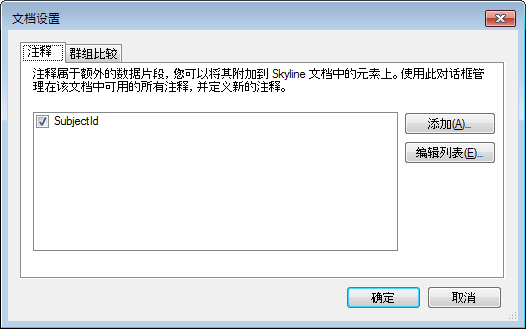 文档设置
注释 群组比较
注释属于额外的数据片段，您可以将其附加到 Skyline 文档中的元素上。使用此对话框管
理在该文档中可用的所有注释，并定义新的注释。
SubjectId
添加(A)...
编辑列表(E)...
确定 取消